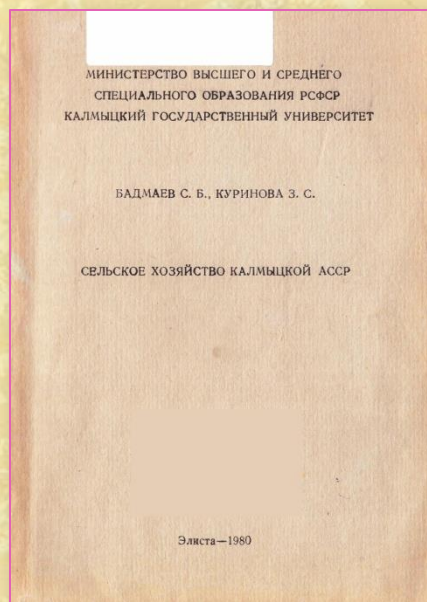 МИНИСТЕРСТВО ВЫСШЕГО И СРЕДНЕГО
СПЕЦИАЛЬНОГО ОБРАЗОВАНИЯ РСФСР
КАЛМЫЦКИЙ ГОСУДАРСТВЕННЫЙ УНИВЕРСИТЕТ
БАДМАЕВ С. Б., КУРИНОВА З. С.
СЕЛЬСКОЕ ХОЗЯЙСТВО КАЛМЫЦКОЙ АССР
Элиста—1980